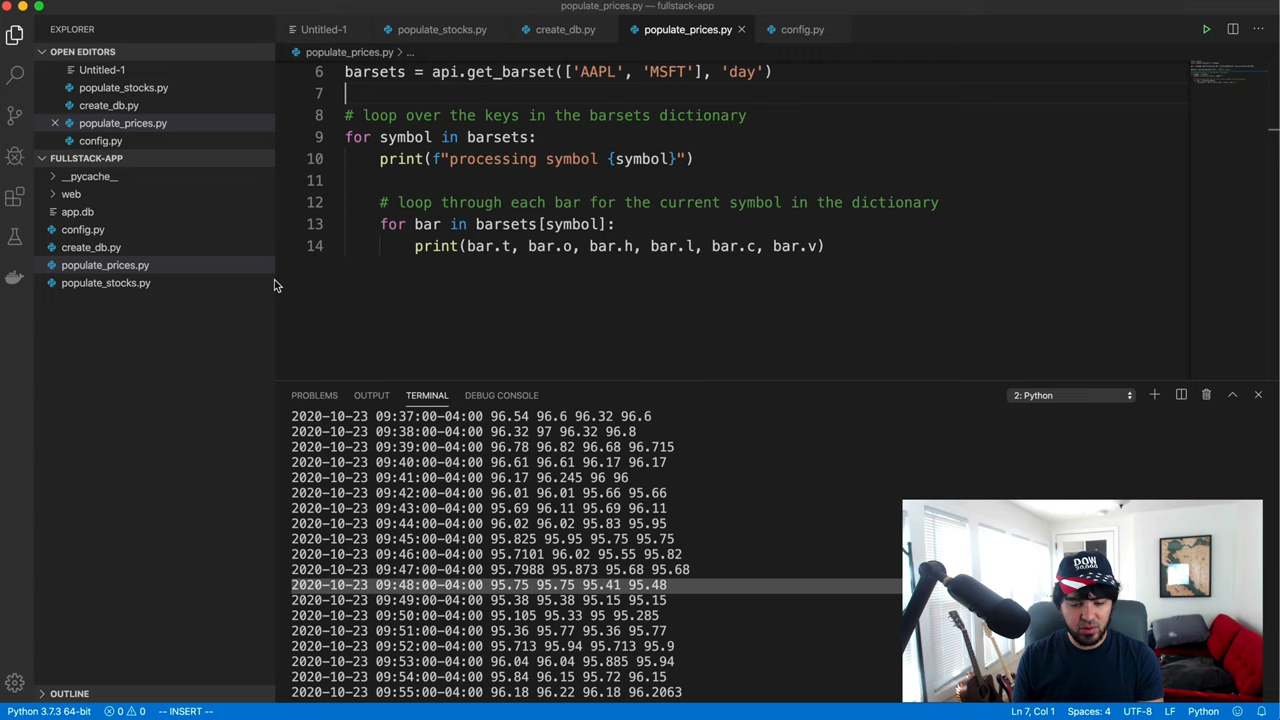 populate_prices.py — fullstack-app
EXPLORER
Untitled-1
populate_stocks.py
create_db.py
populate_prices.py
config.py
OPEN EDITORS
Untitled-1
populate_stocks.py
create_db.py
populate_prices.py
config.py
FULLSTACK-APP
__pycache__
web
app.db
config.py
create_db.py
populate_prices.py
populate_stocks.py
OUTLINE
populate_prices.py > ...
6 barsets = api.get_barset(['AAPL', 'MSFT'], 'day')
7
8 # loop over the keys in the barsets dictionary
9 for symbol in barsets:
10 print(f"processing symbol {symbol}")
11
12 # loop through each bar for the current symbol in the dictionary
13 for bar in barsets[symbol]:
14 print(bar.t, bar.o, bar.h, bar.l, bar.c, bar.v)
PROBLEMS OUTPUT TERMINAL DEBUG CONSOLE 2: Python
2020-10-23 09:37:00-04:00 96.54 96.6 96.32 96.6
2020-10-23 09:38:00-04:00 96.32 97 96.32 96.8
2020-10-23 09:39:00-04:00 96.78 96.82 96.68 96.715
2020-10-23 09:40:00-04:00 96.61 96.61 96.17 96.17
2020-10-23 09:41:00-04:00 96.17 96.245 96 96
2020-10-23 09:42:00-04:00 96.01 96.01 95.66 95.66
2020-10-23 09:43:00-04:00 95.69 96.11 95.69 96.11
2020-10-23 09:44:00-04:00 96.02 96.02 95.83 95.95
2020-10-23 09:45:00-04:00 95.825 95.95 95.75 95.75
2020-10-23 09:46:00-04:00 95.7101 96.02 95.55 95.82
2020-10-23 09:47:00-04:00 95.7988 95.873 95.68 95.68
2020-10-23 09:48:00-04:00 95.75 95.75 95.41 95.48
2020-10-23 09:49:00-04:00 95.38 95.38 95.15 95.15
2020-10-23 09:50:00-04:00 95.105 95.33 95 95.285
2020-10-23 09:51:00-04:00 95.36 95.77 95.36 95.77
2020-10-23 09:52:00-04:00 95.713 95.94 95.713 95.9
2020-10-23 09:53:00-04:00 96.04 96.04 95.885 95.94
2020-10-23 09:54:00-04:00 95.84 96.15 95.72 96.15
2020-10-23 09:55:00-04:00 96.18 96.22 96.18 96.2063
DOW
Python 3.7.3 64-bit 0 0 -- INSERT -- Ln 7, Col 1 Spaces: 4 UTF-8 LF Python